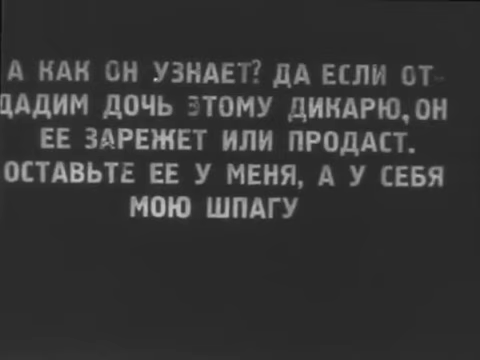 А КАК ОН УЗНАЕТ? ДА ЕСЛИ ОТ-
ДАДИМ ДОЧЬ ЭТОМУ ДИКАРЮ, ОН
ЕЕ ЗАРЕЖЕТ ИЛИ ПРОДАСТ.
ОСТАВЬТЕ ЕЕ У МЕНЯ, А У СЕБЯ
МОЮ ШПАГУ